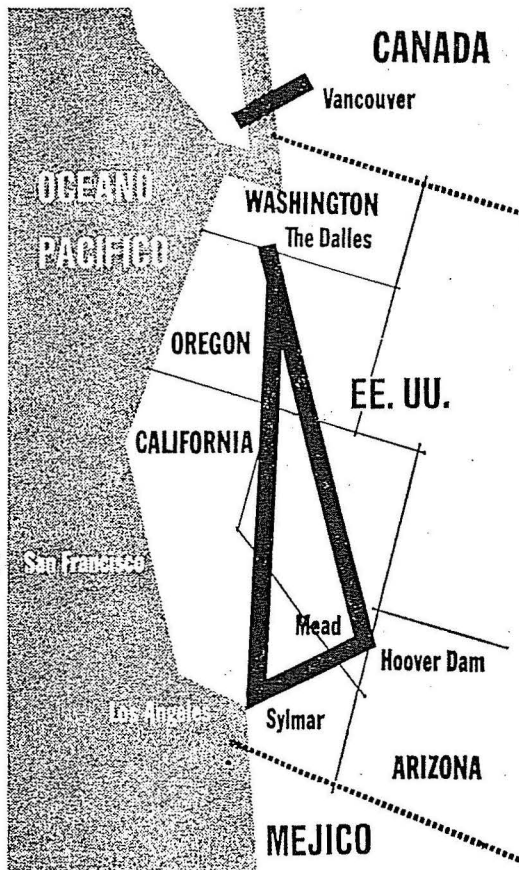 CANADA
Vancouver
OCEANO
PACIFICO
WASHINGTON
The Dalles
OREGON
EE. UU.
CALIFORNIA
San Francisco
Mead
Hoover Dam
Los Angeles
Sylmar
ARIZONA
MEJICO